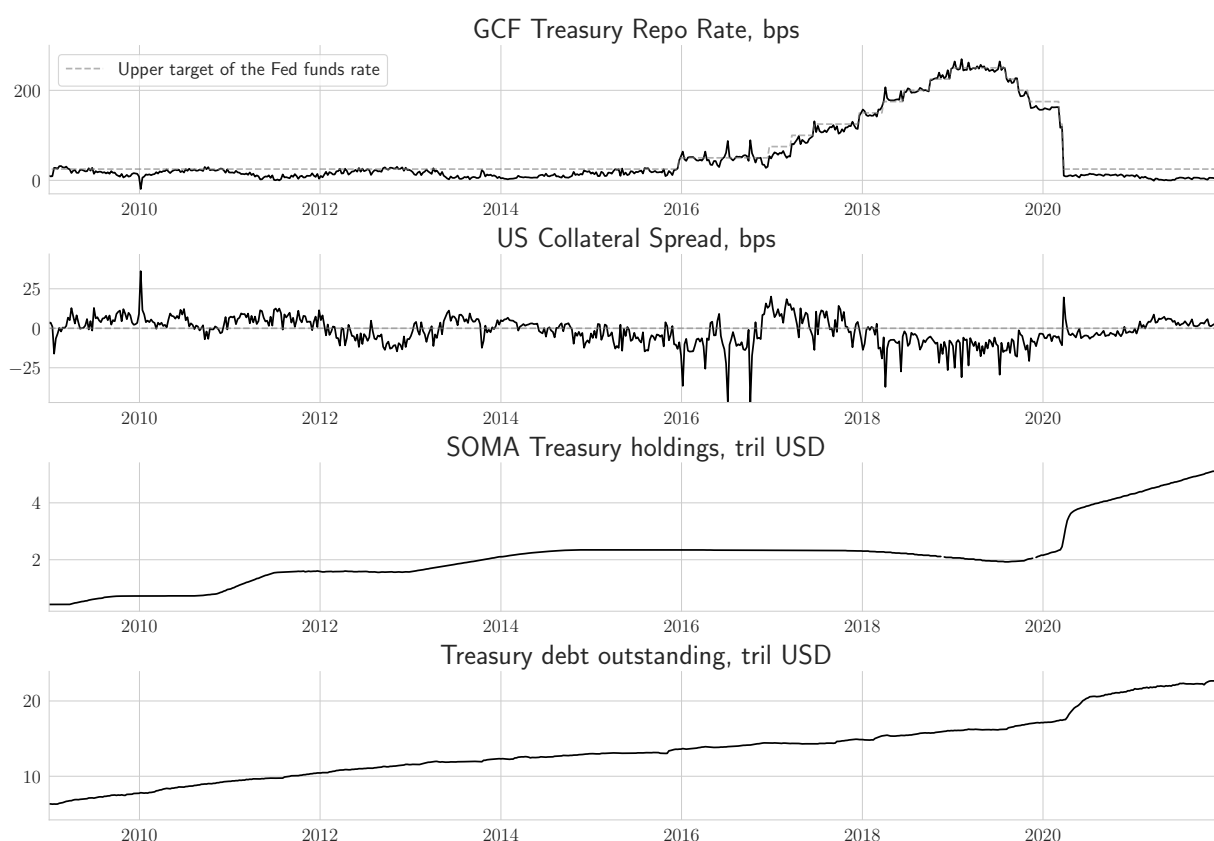 GCF Treasury Repo Rate, bps
Upper target of the Fed funds rate
200
0
2010 2012 2014 2016 2018 2020
US Collateral Spread, bps
25
0
−25
2010 2012 2014 2016 2018 2020
SOMA Treasury holdings, tril USD
4
2
2010 2012 2014 2016 2018 2020
Treasury debt outstanding, tril USD
20
10
2010 2012 2014 2016 2018 2020